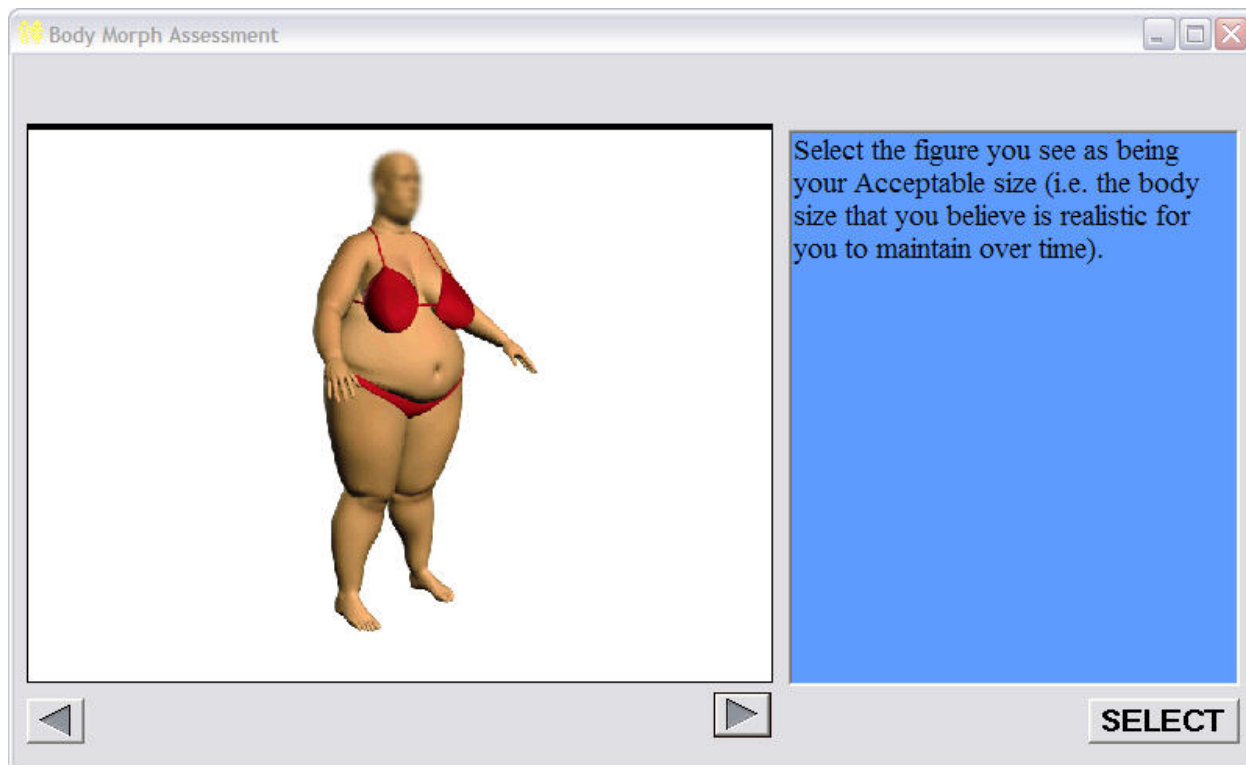 Body Morph Assessment
Select the figure you see as being
your Acceptable size (i.e. the body
size that you believe is realistic for
you to maintain over time).
SELECT